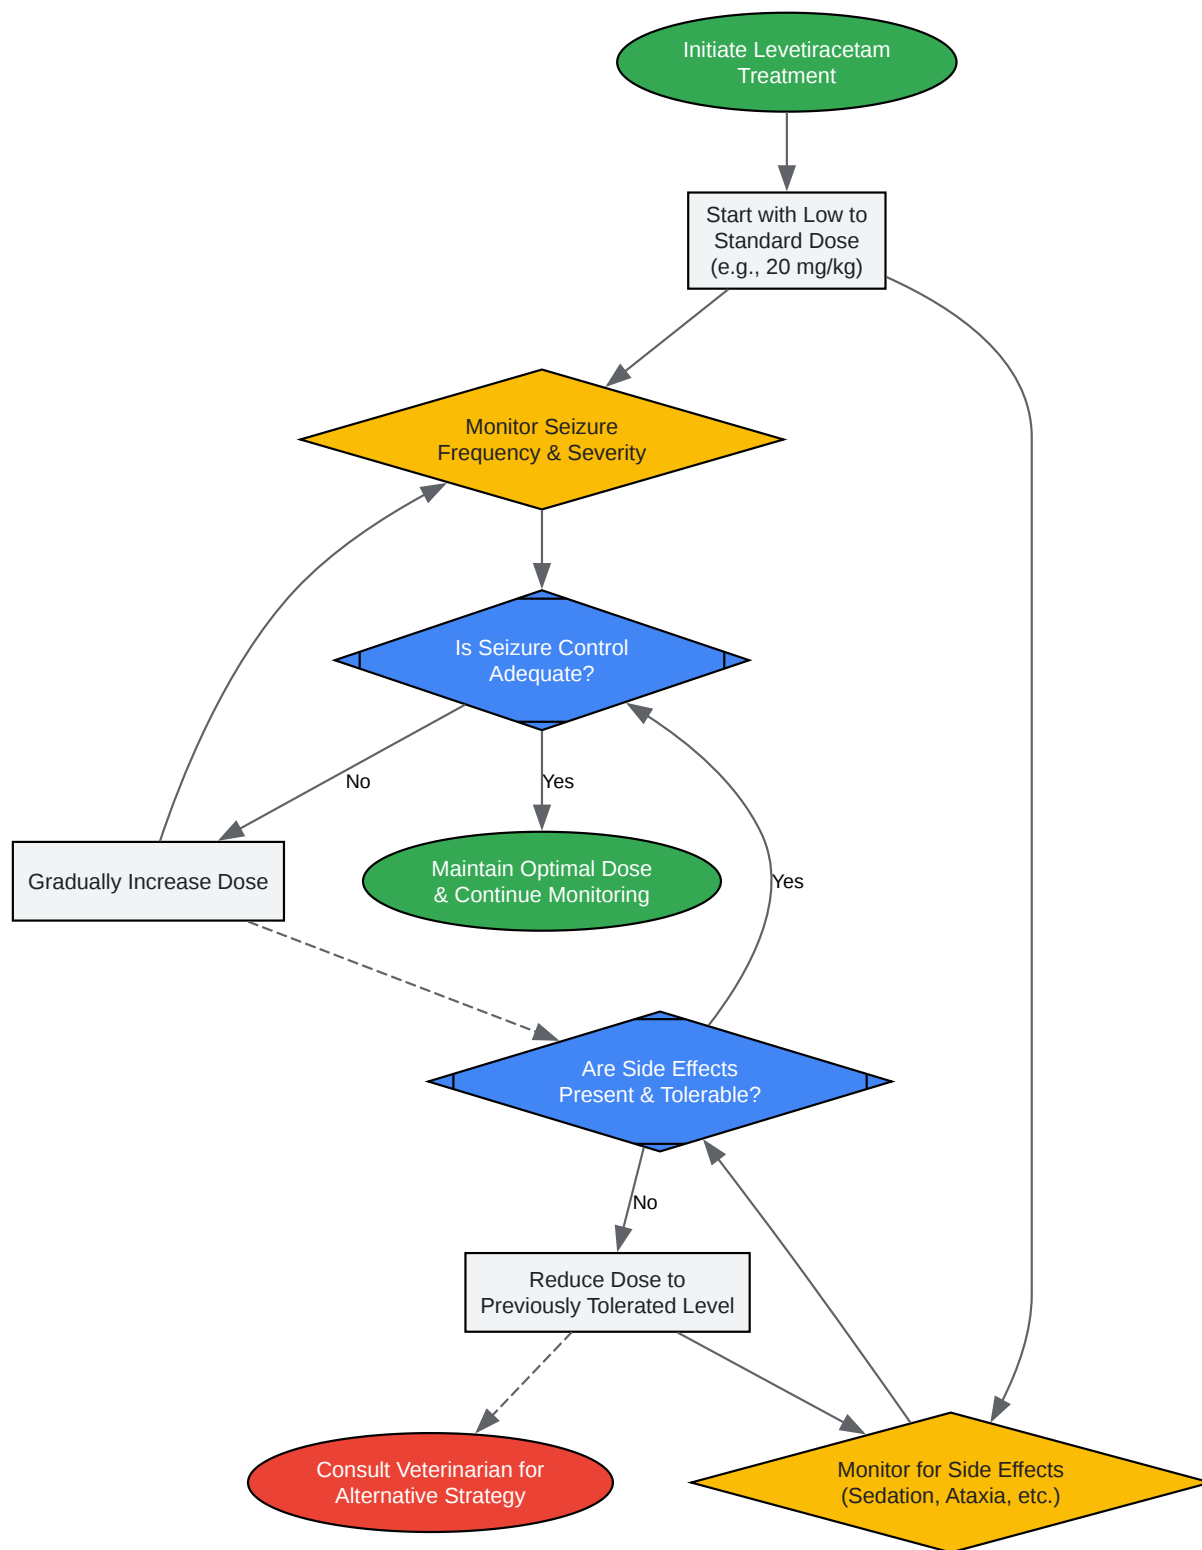 Initiate Levetiracetam
Treatment
Start with Low to
Standard Dose
(e.g., 20 mg/kg)
Monitor Seizure
Frequency & Severity
Is Seizure Control
Adequate?
No
Yes
Gradually Increase Dose
Maintain Optimal Dose
& Continue Monitoring
Yes
Are Side Effects
Present & Tolerable?
No
Reduce Dose to
Previously Tolerated Level
Consult Veterinarian for
Alternative Strategy
Monitor for Side Effects
(Sedation, Ataxia, etc.)